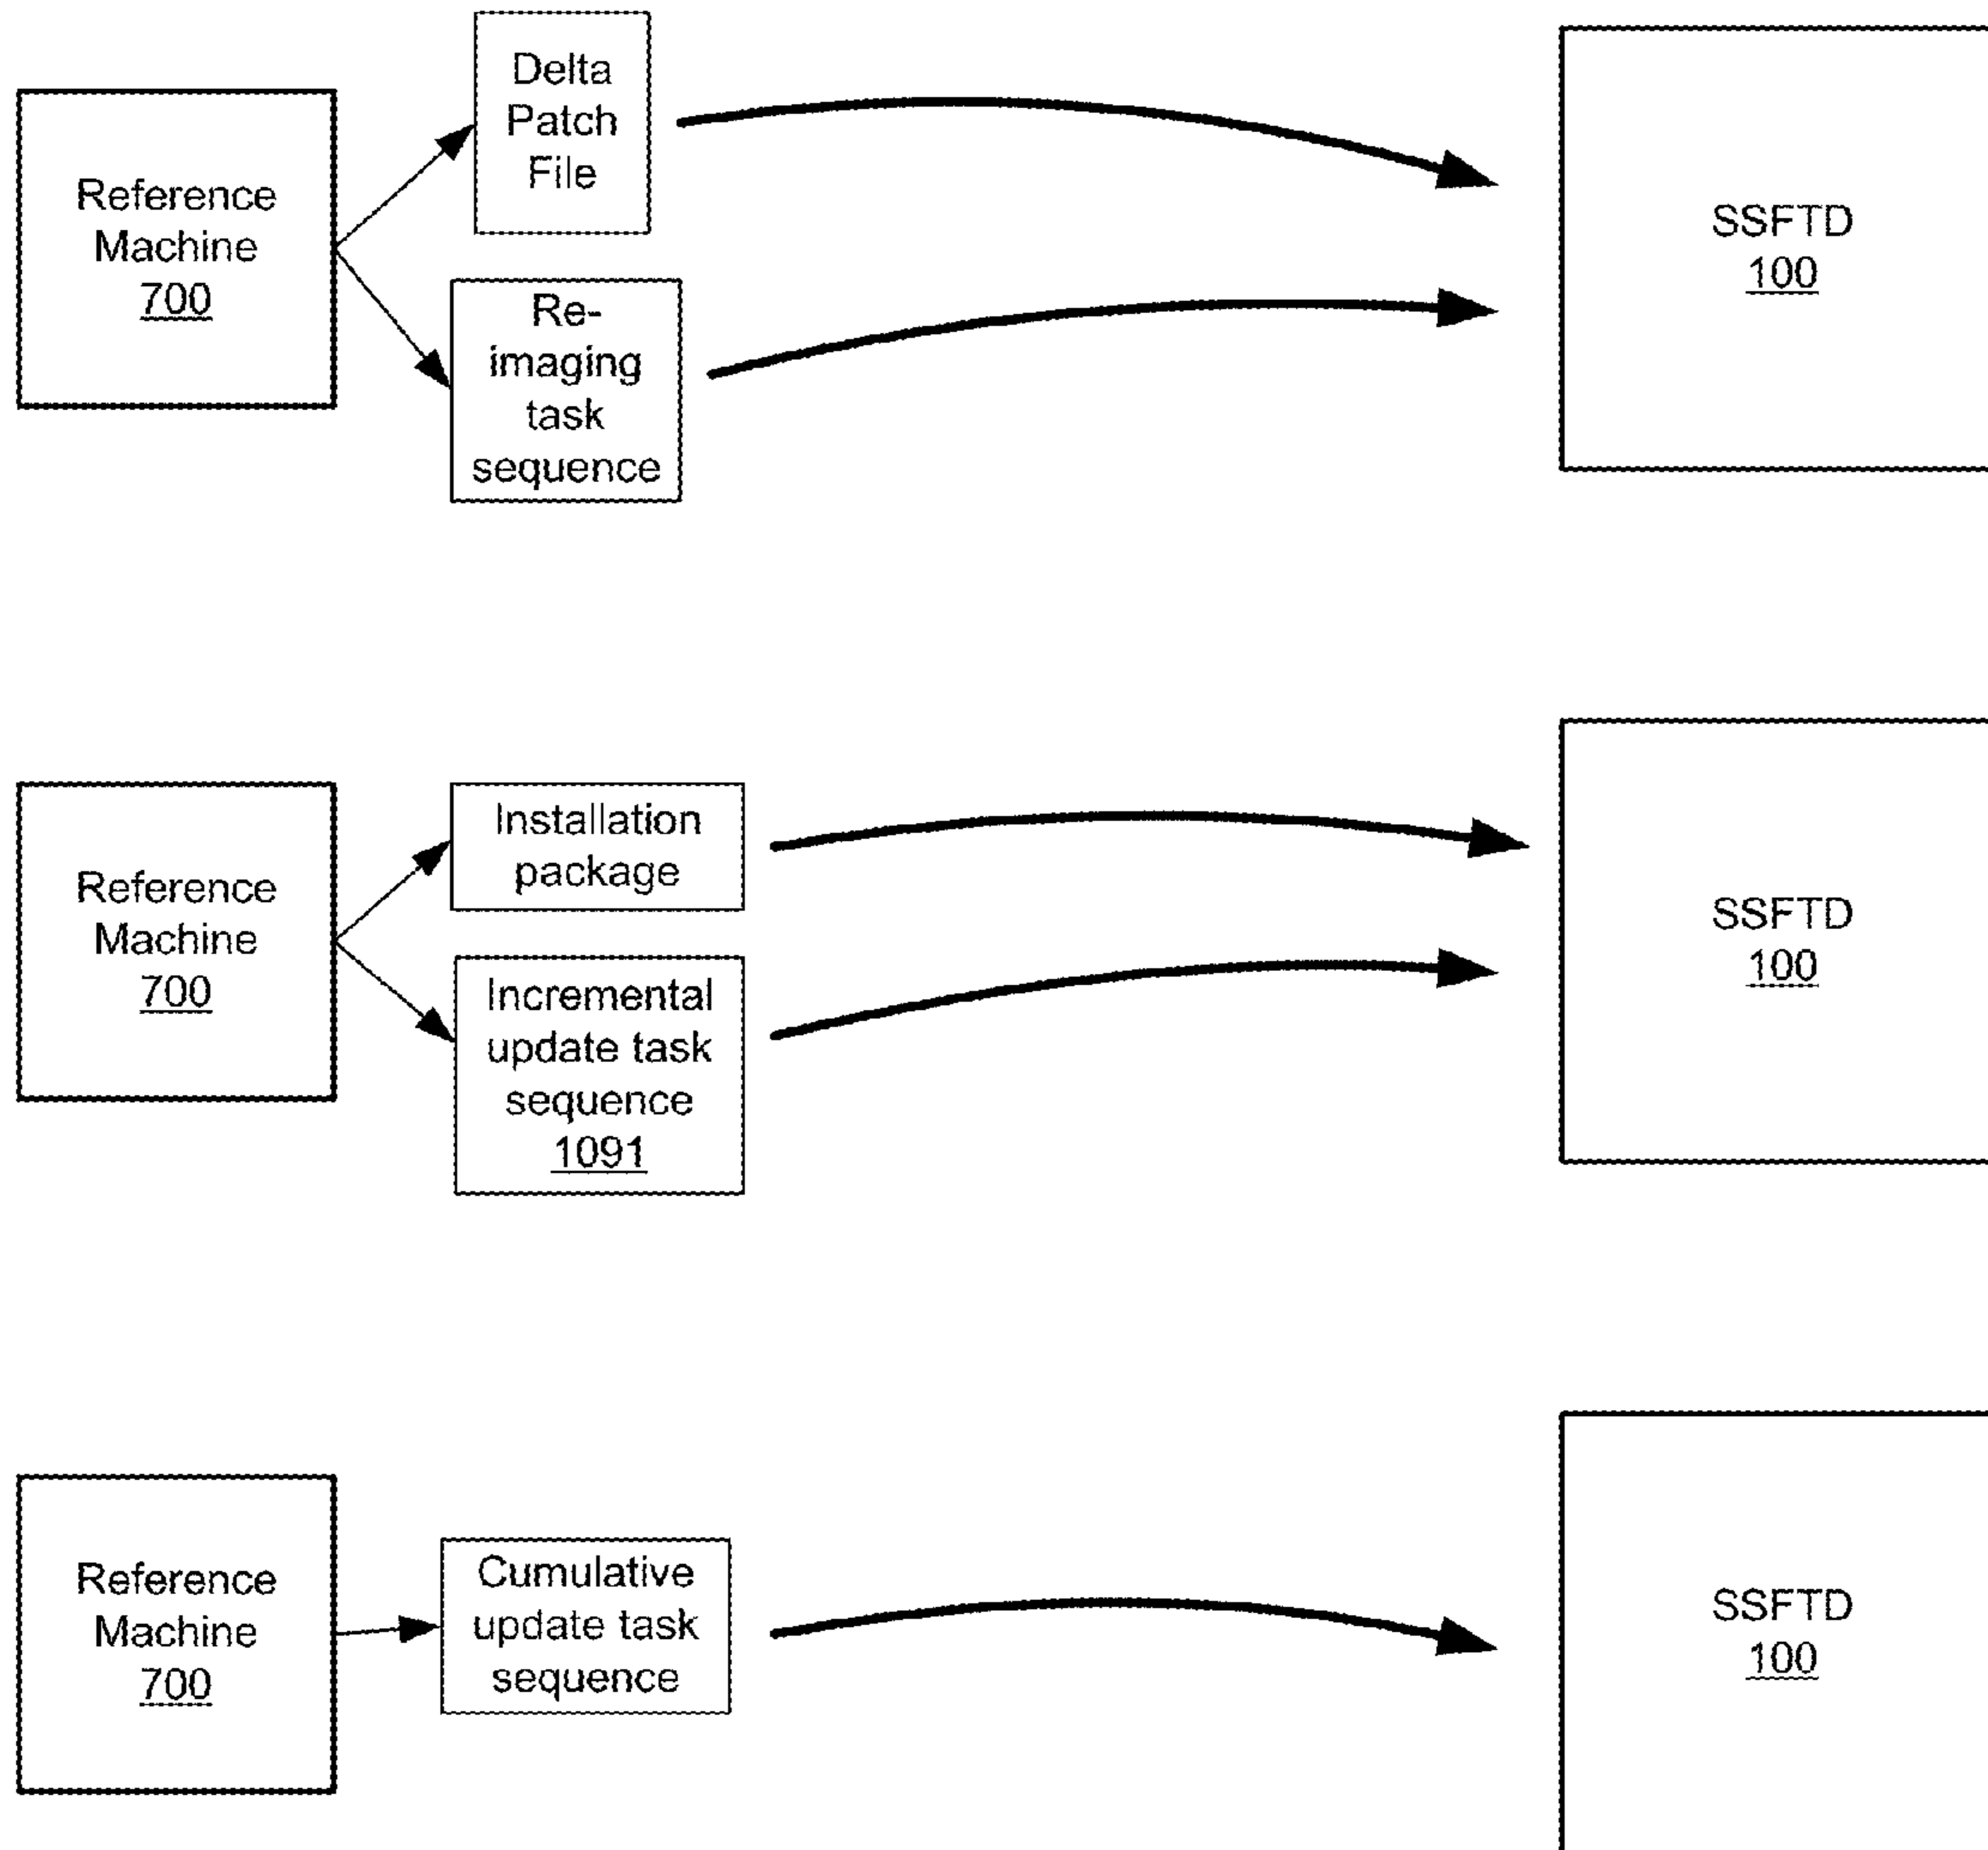 Reference
Machine
700
Delta
Patch
File
Re-
imaging
task
sequence
SSFTD
100
Reference
Machine
700
Installation
package
Incremental
update task
sequence
1091
SSFTD
100
Reference
Machine
700
Cumulative
update task
sequence
SSFTD
100